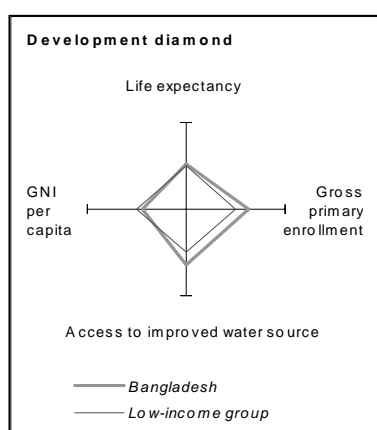 Development diamond
Life expectancy
GNI
per
capita
Gross
primary
enrollment
Access to improved water source
Bangladesh
Low-income group